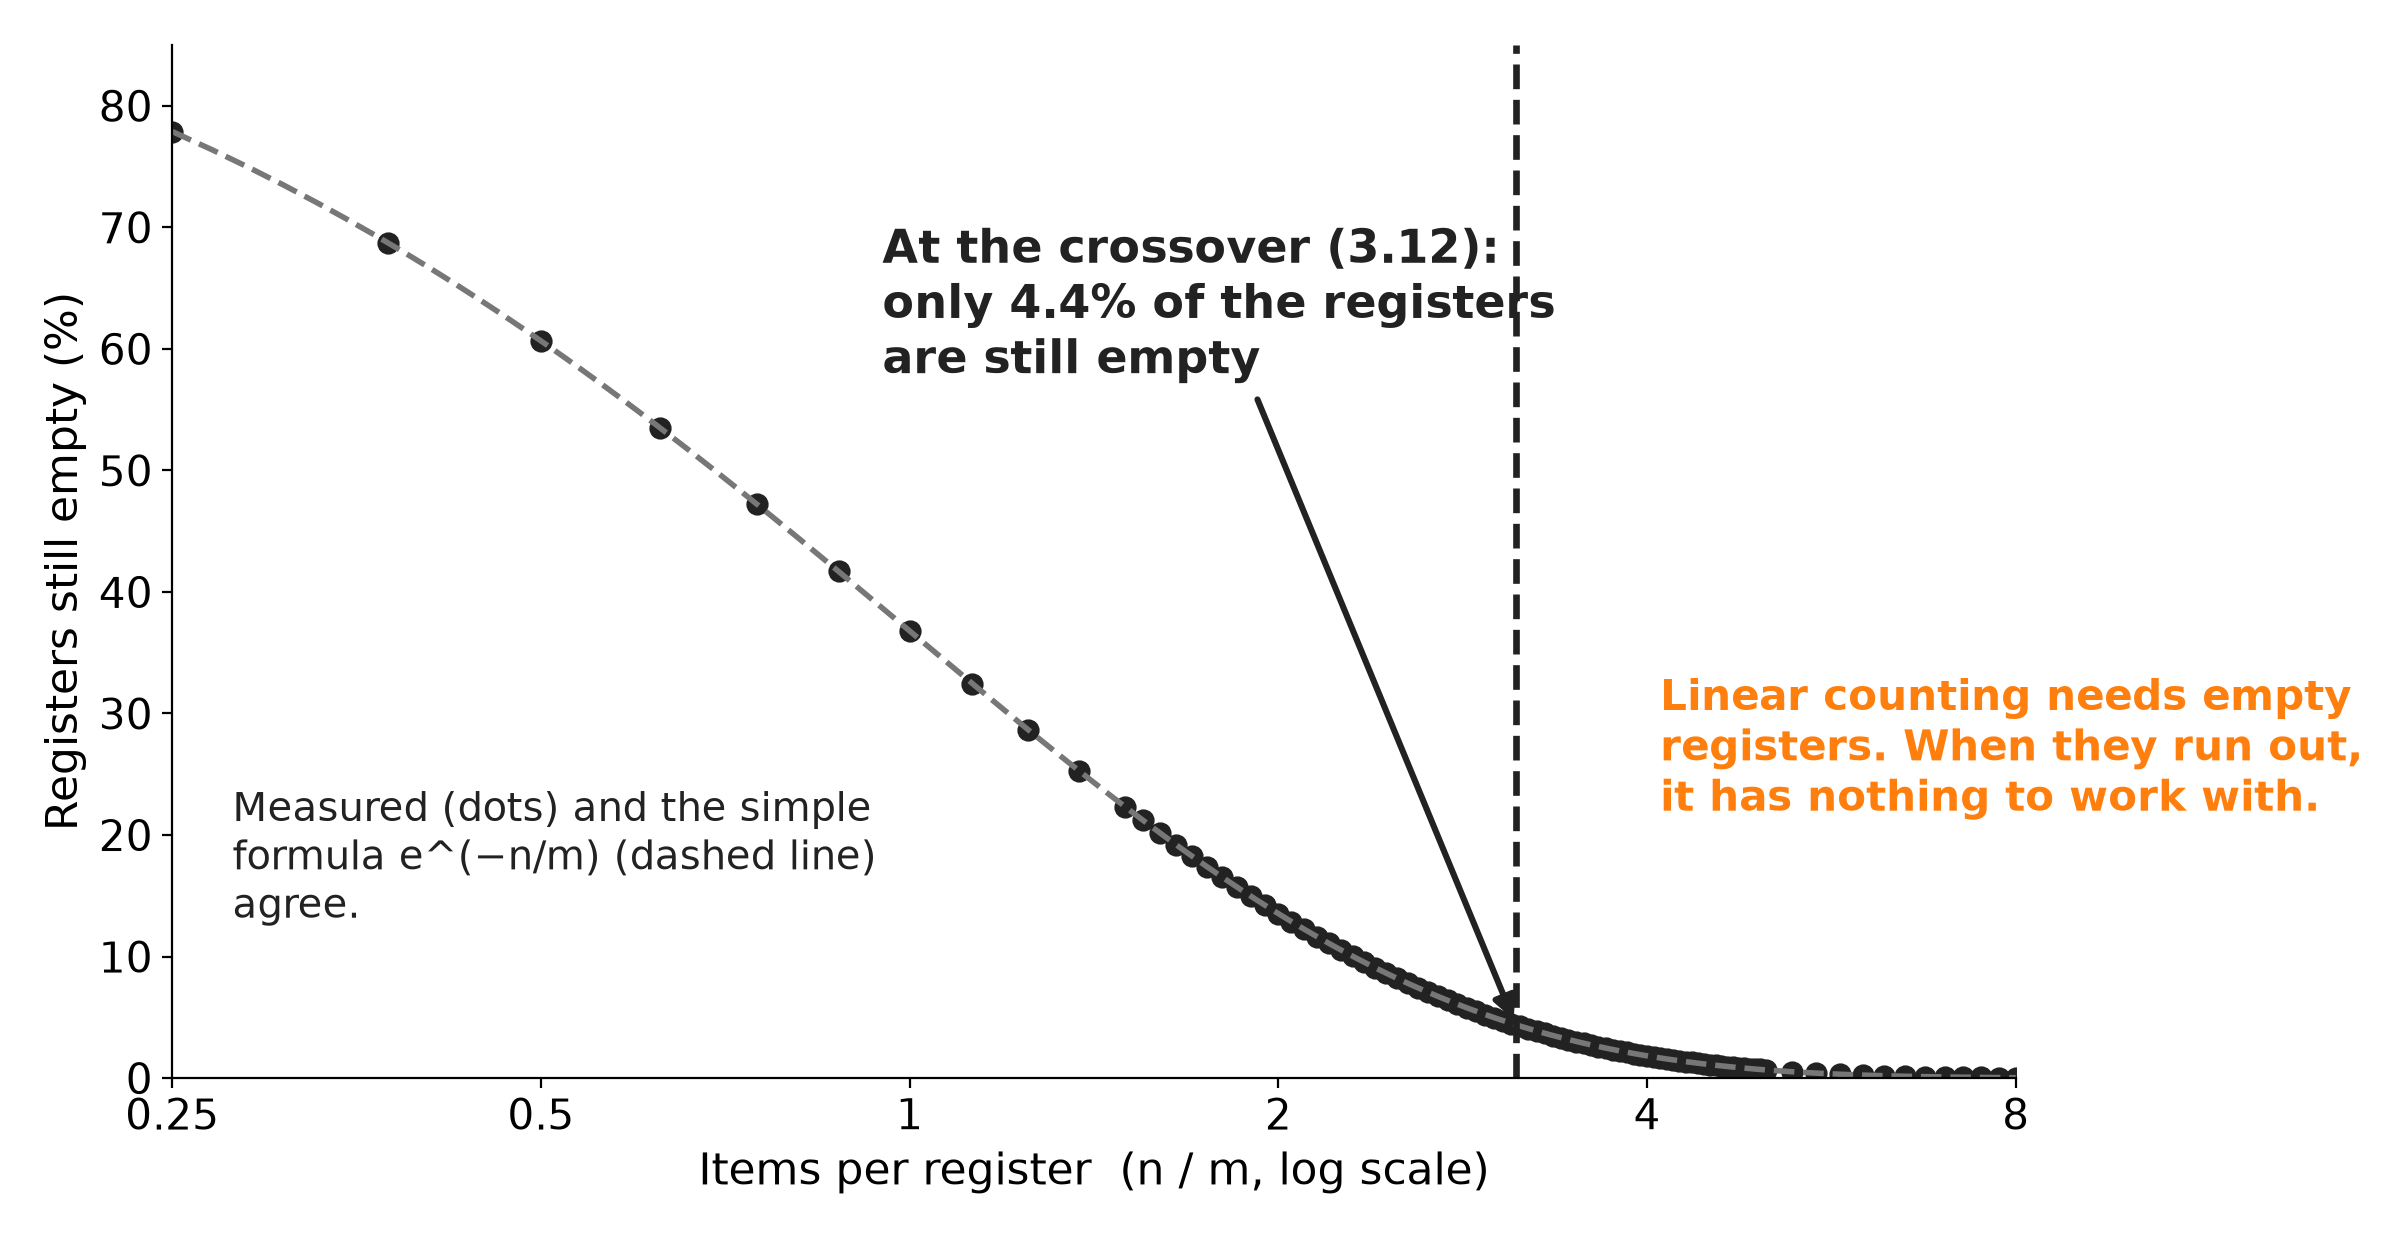 80
70
60
50
40
30
20
10
0
Registers still empty (%)
At the crossover (3.12):
only 4.4% of the registers
are still empty
Linear counting needs empty
registers. When they run out,
it has nothing to work with.
Measured (dots) and the simple
formula e^(−n/m) (dashed line)
agree.
0.25 0.5 1 2 4 8
Items per register (n / m, log scale)